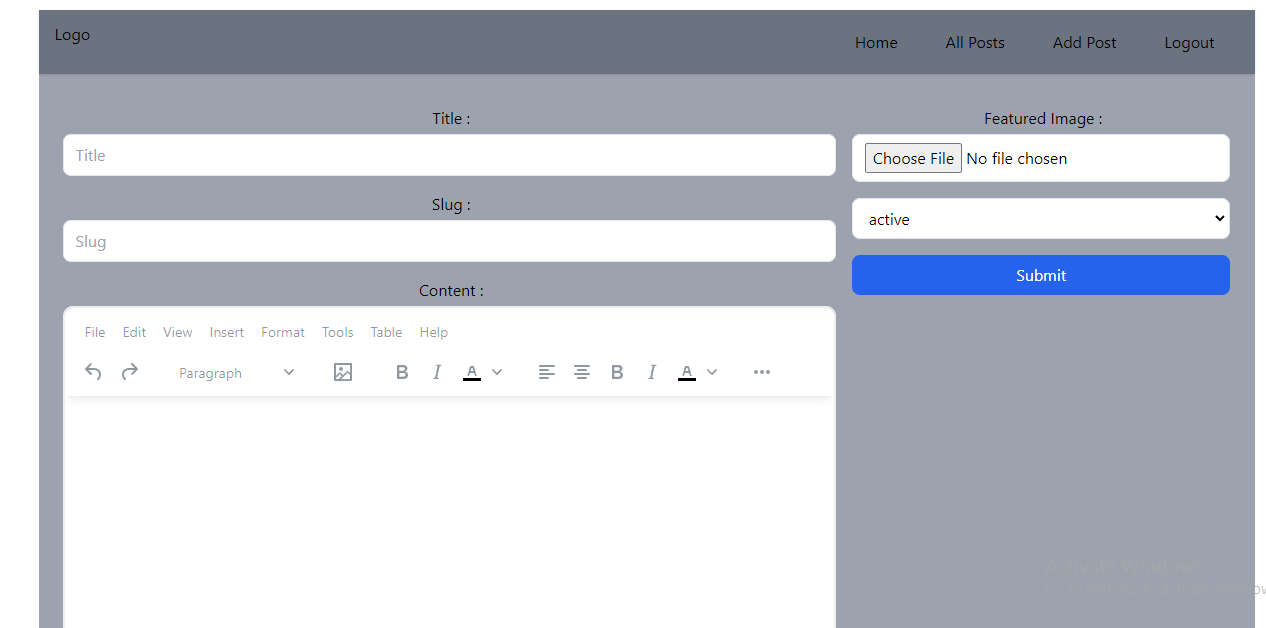 Logo
Home All Posts Add Post Logout
Title :
Title
Slug :
Slug
Content :
File Edit View Insert Format Tools Table Help
Paragraph B I A B I A
Featured Image :
Choose File No file chosen
active
Submit
Activate Windows
Go to Settings to activate Windows